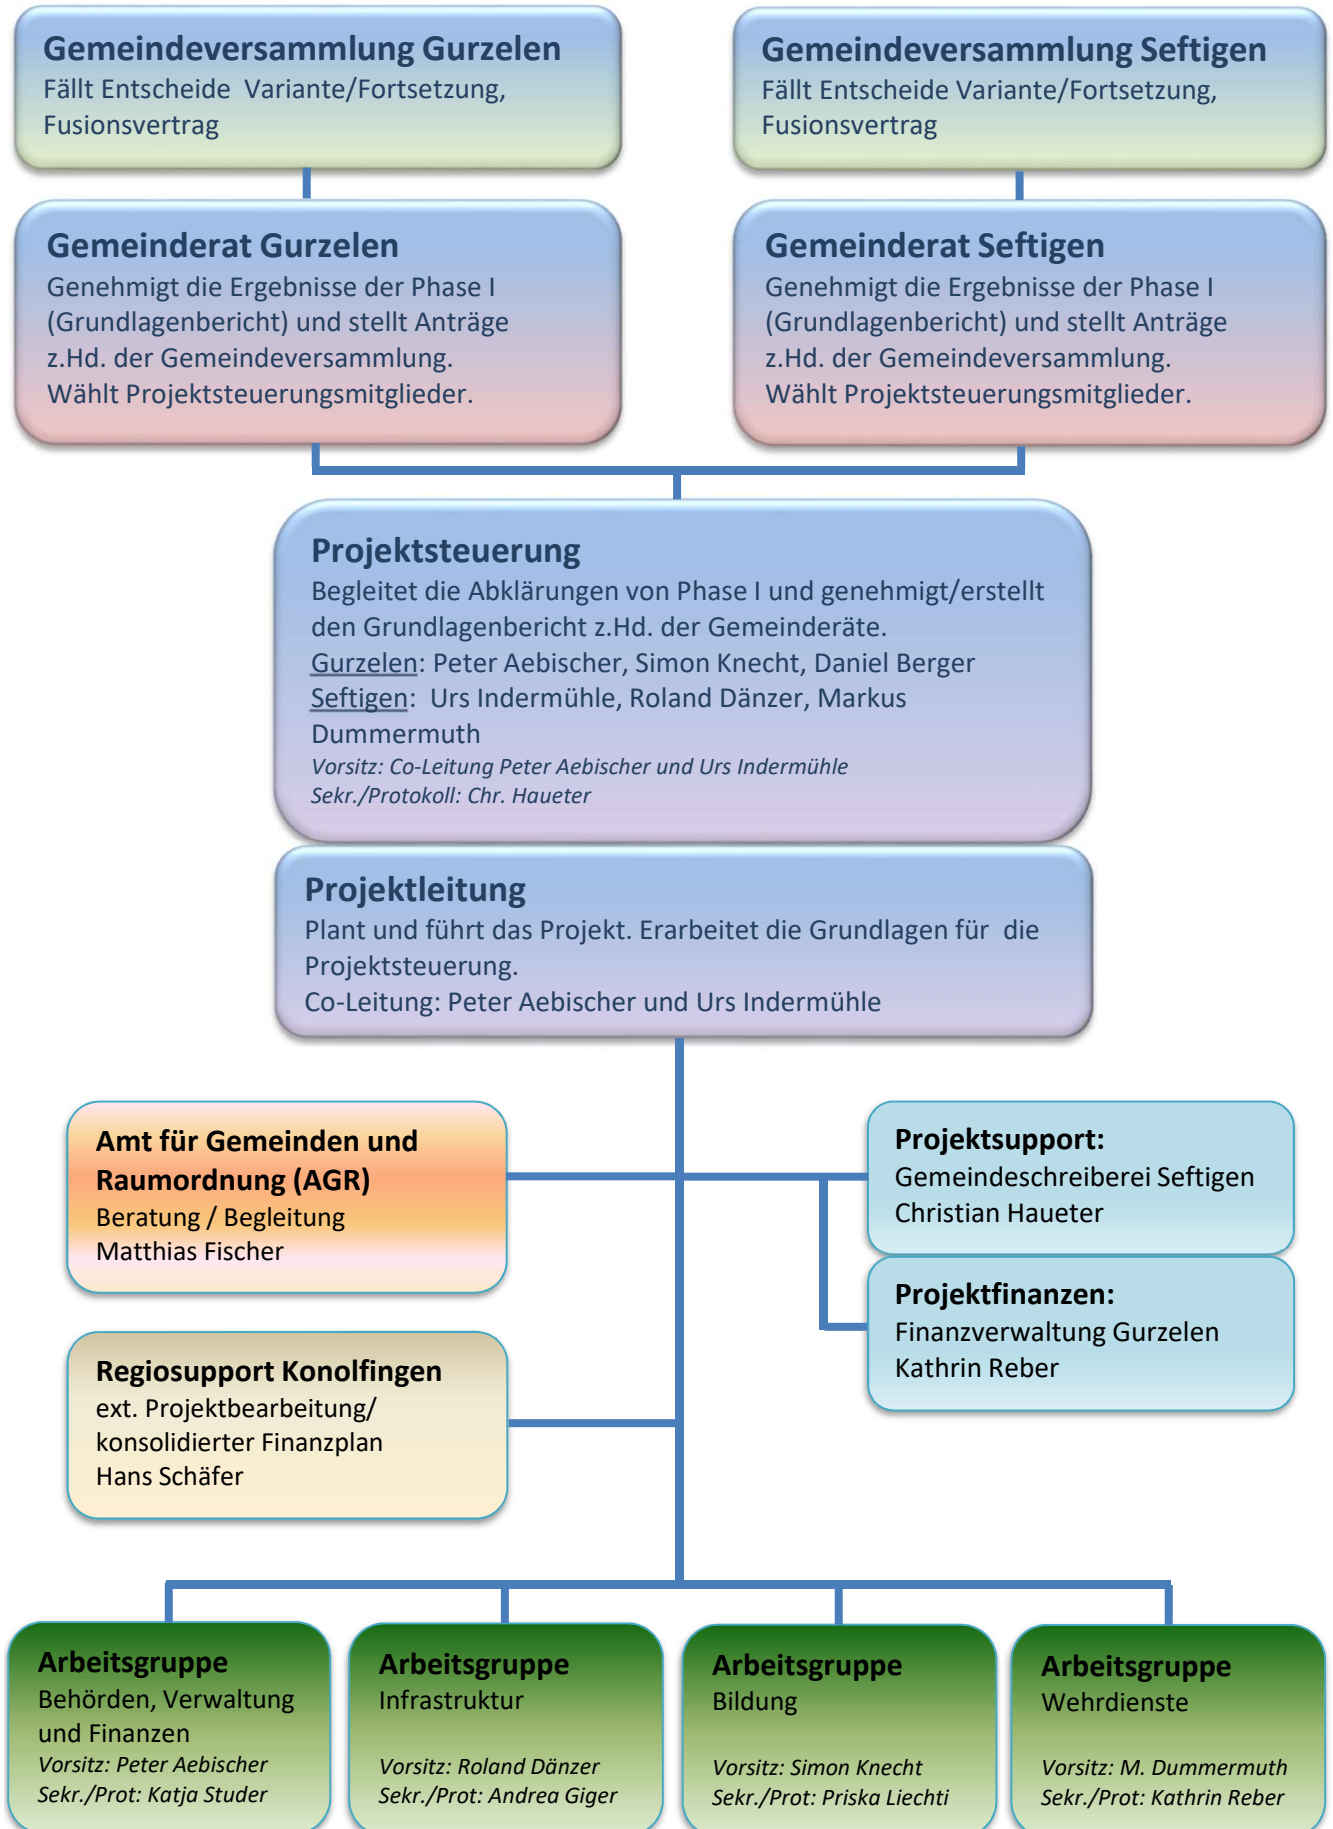 Gemeindeversammlung Gurzelen
Fällt Entscheide  Variante/Fortsetzung,
Fusionsvertrag
Gemeindeversammlung Seftigen
Fällt Entscheide Variante/Fortsetzung,
Fusionsvertrag
Gemeinderat Gurzelen
Genehmigt die Ergebnisse der Phase I
(Grundlagenbericht) und stellt Anträge
z.Hd. der Gemeindeversammlung.
Wählt Projektsteuerungsmitglieder.
Gemeinderat Seftigen
Genehmigt die Ergebnisse der Phase I
(Grundlagenbericht) und stellt Anträge
z.Hd. der Gemeindeversammlung.
Wählt Projektsteuerungsmitglieder.
Projektsteuerung
Begleitet die Abklärungen von Phase I und genehmigt/erstellt
den Grundlagenbericht z.Hd. der Gemeinderäte.
Gurzelen: Peter Aebischer, Simon Knecht, Daniel Berger
Seftigen:  Urs Indermühle, Roland Dänzer, Markus
Dummermuth
Vorsitz: Co-Leitung Peter Aebischer und Urs Indermühle
Sekr./Protokoll: Chr. Haueter
Projektleitung
Plant und führt das Projekt. Erarbeitet die Grundlagen für  die
Projektsteuerung.
Co-Leitung: Peter Aebischer und Urs Indermühle
Amt für Gemeinden und
Raumordnung (AGR)
Beratung / Begleitung
Matthias Fischer
Projektsupport:
Gemeindeschreiberei Seftigen
Christian Haueter
Projektfinanzen:
Finanzverwaltung Gurzelen
Kathrin Reber
Regiosupport Konolfingen
ext. Projektbearbeitung/
konsolidierter Finanzplan
Hans Schäfer
Arbeitsgruppe
Behörden, Verwaltung
und Finanzen
Vorsitz: Peter Aebischer
Sekr./Prot: Katja Studer
Arbeitsgruppe
Infrastruktur
Vorsitz: Roland Dänzer
Sekr./Prot: Andrea Giger
Arbeitsgruppe
Bildung
Vorsitz: Simon Knecht
Sekr./Prot: Priska Liechti
Arbeitsgruppe
Wehrdienste
Vorsitz: M. Dummermuth
Sekr./Prot: Kathrin Reber